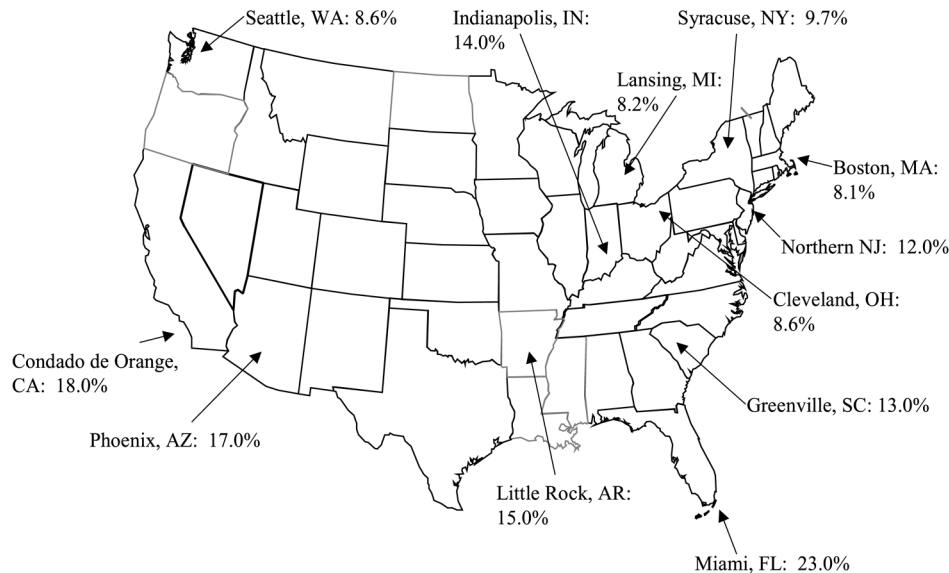 Seattle, WA: 8.6%
Indianapolis, IN:
14.0%
Syracuse, NY: 9.7%
Lansing, MI:
8.2%
Boston, MA:
8.1%
Northern NJ: 12.0%
Cleveland, OH:
8.6%
Condado de Orange,
CA: 18.0%
Greenville, SC: 13.0%
Phoenix, AZ: 17.0%
Little Rock, AR:
15.0%
Miami, FL: 23.0%